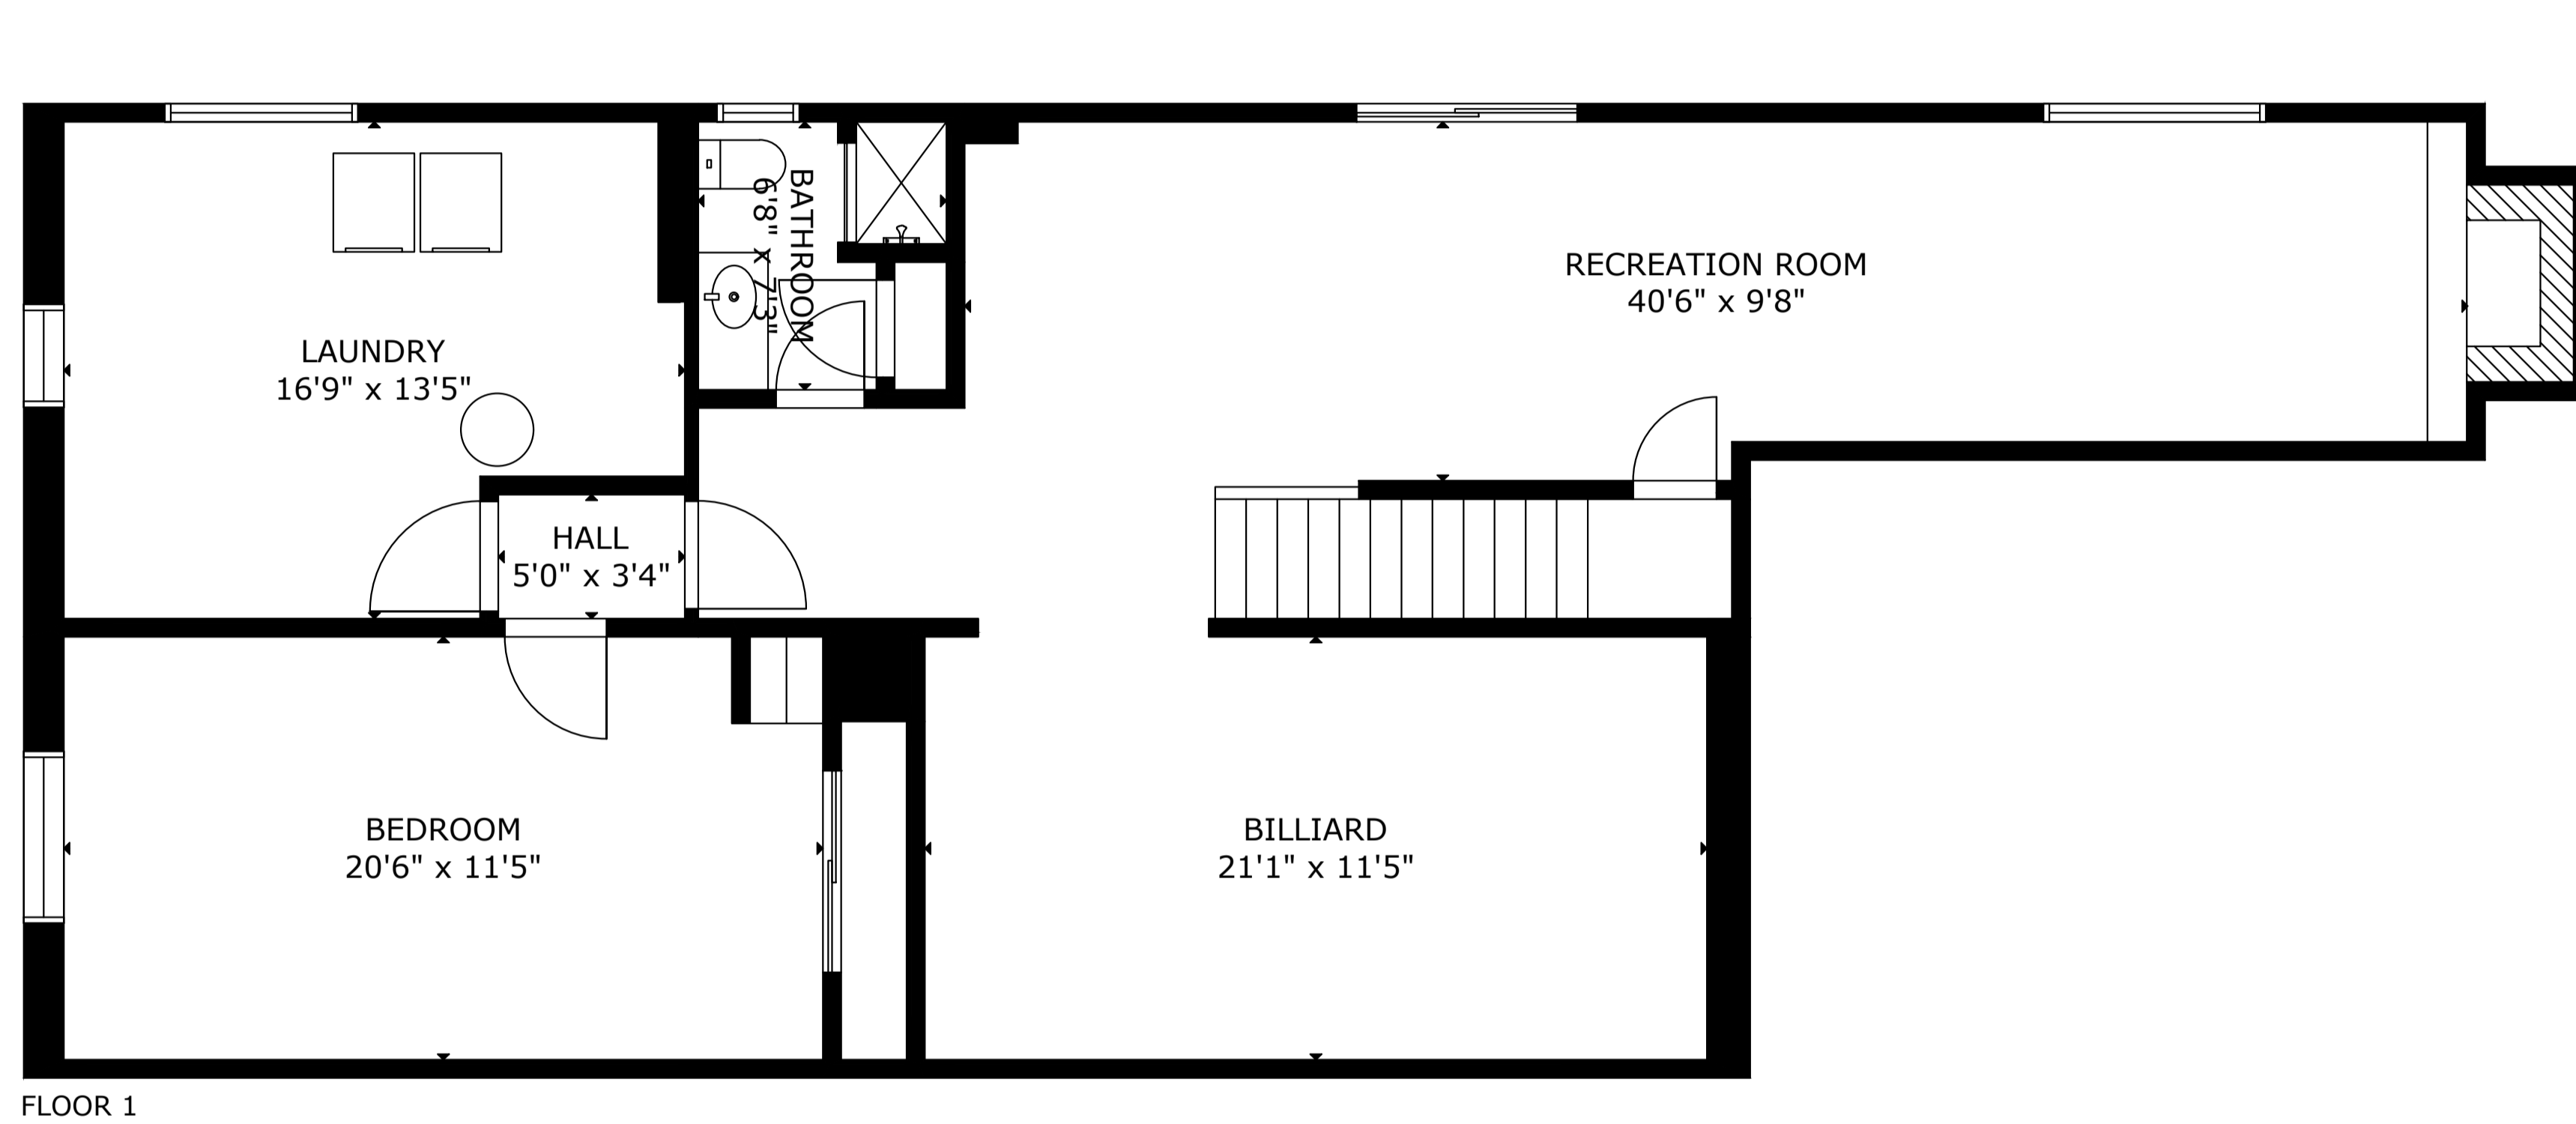 BATHROOM
6'8" x 7'3"
RECREATION ROOM
40'6" x 9'8"
LAUNDRY
16'9" x 13'5"
HALL
5'0" x 3'4"
BEDROOM
20'6" x 11'5"
BILLIARD
21'1" x 11'5"
FLOOR 1